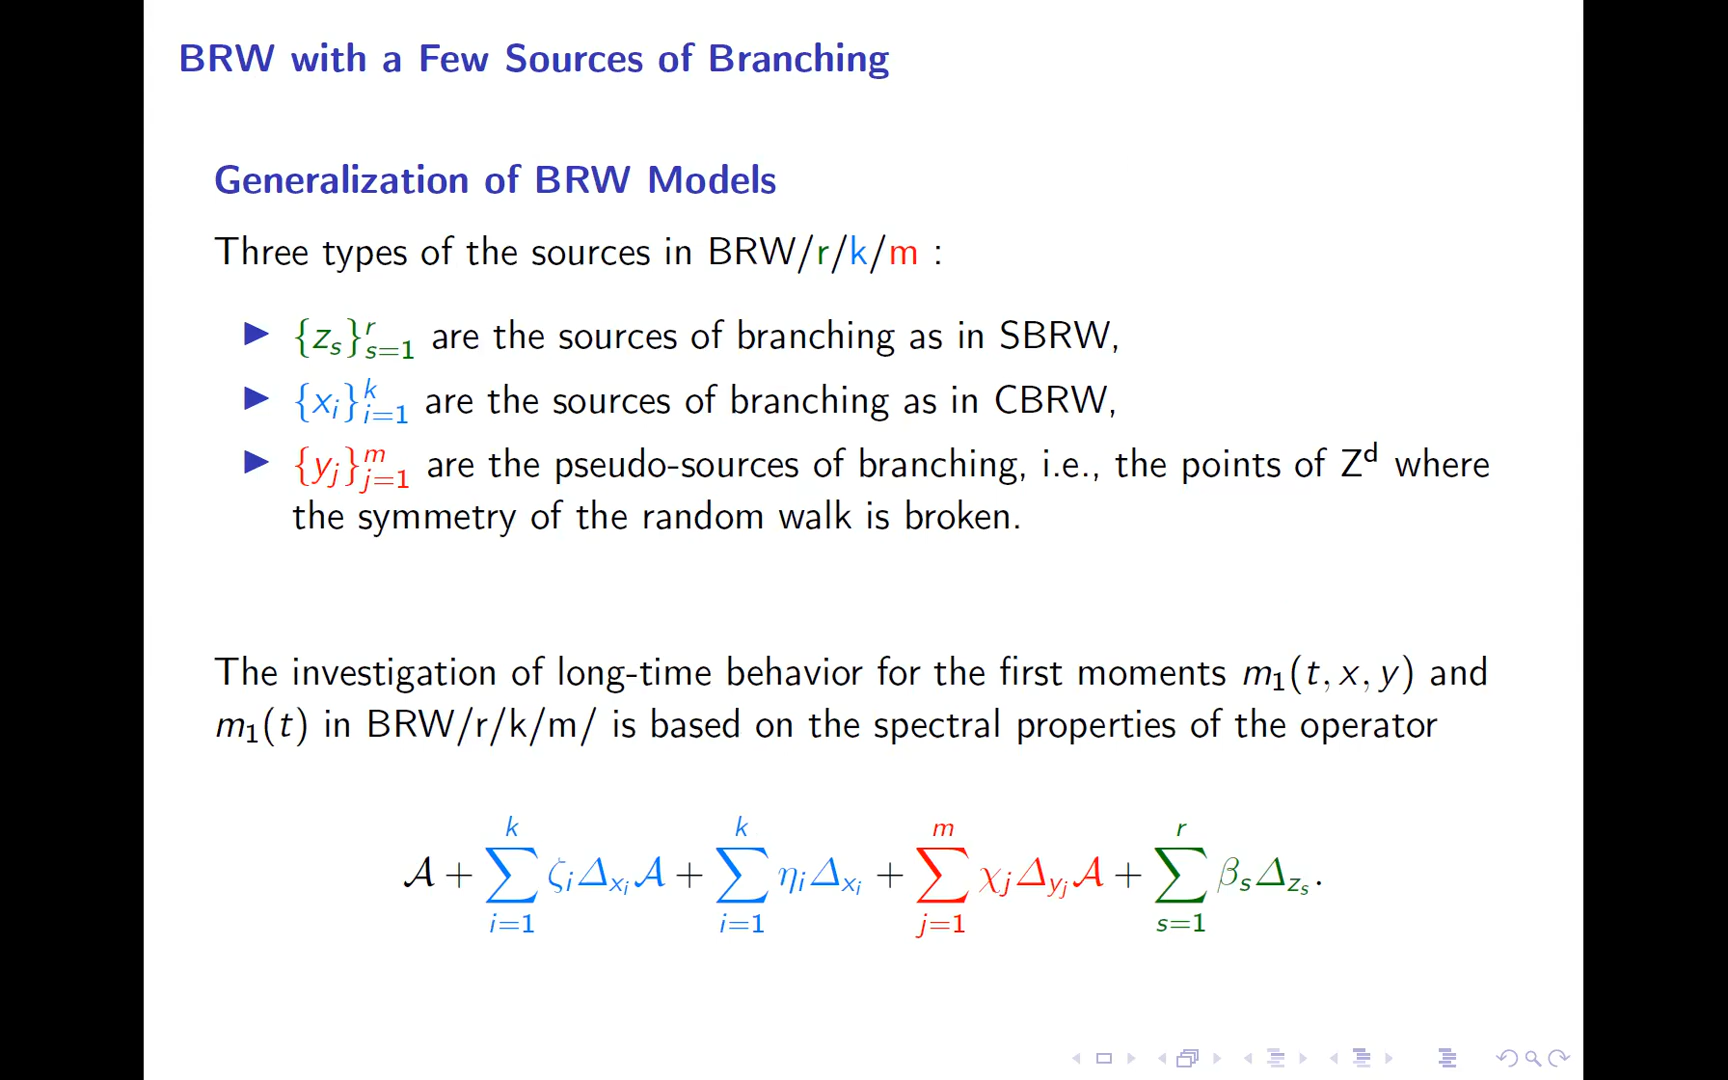 BRW with a Few Sources of Branching
Generalization of BRW Models
Three types of the sources in BRW/r/k/m :
▶ {z_s}_{s=1}^{r} are the sources of branching as in SBRW,
▶ {x_i}_{i=1}^{k} are the sources of branching as in CBRW,
▶ {y_j}_{j=1}^{m} are the pseudo-sources of branching, i.e., the points of Z^d where
the symmetry of the random walk is broken.
The investigation of long-time behavior for the first moments m_1(t, x, y) and
m_1(t) in BRW/r/k/m/ is based on the spectral properties of the operator
𝒜 + \sum_{i=1}^{k} ζ_i Δ_{x_i} 𝒜 + \sum_{i=1}^{k} η_i Δ_{x_i} + \sum_{j=1}^{m} χ_j Δ_{y_j} 𝒜 + \sum_{s=1}^{r} β_s Δ_{z_s}.